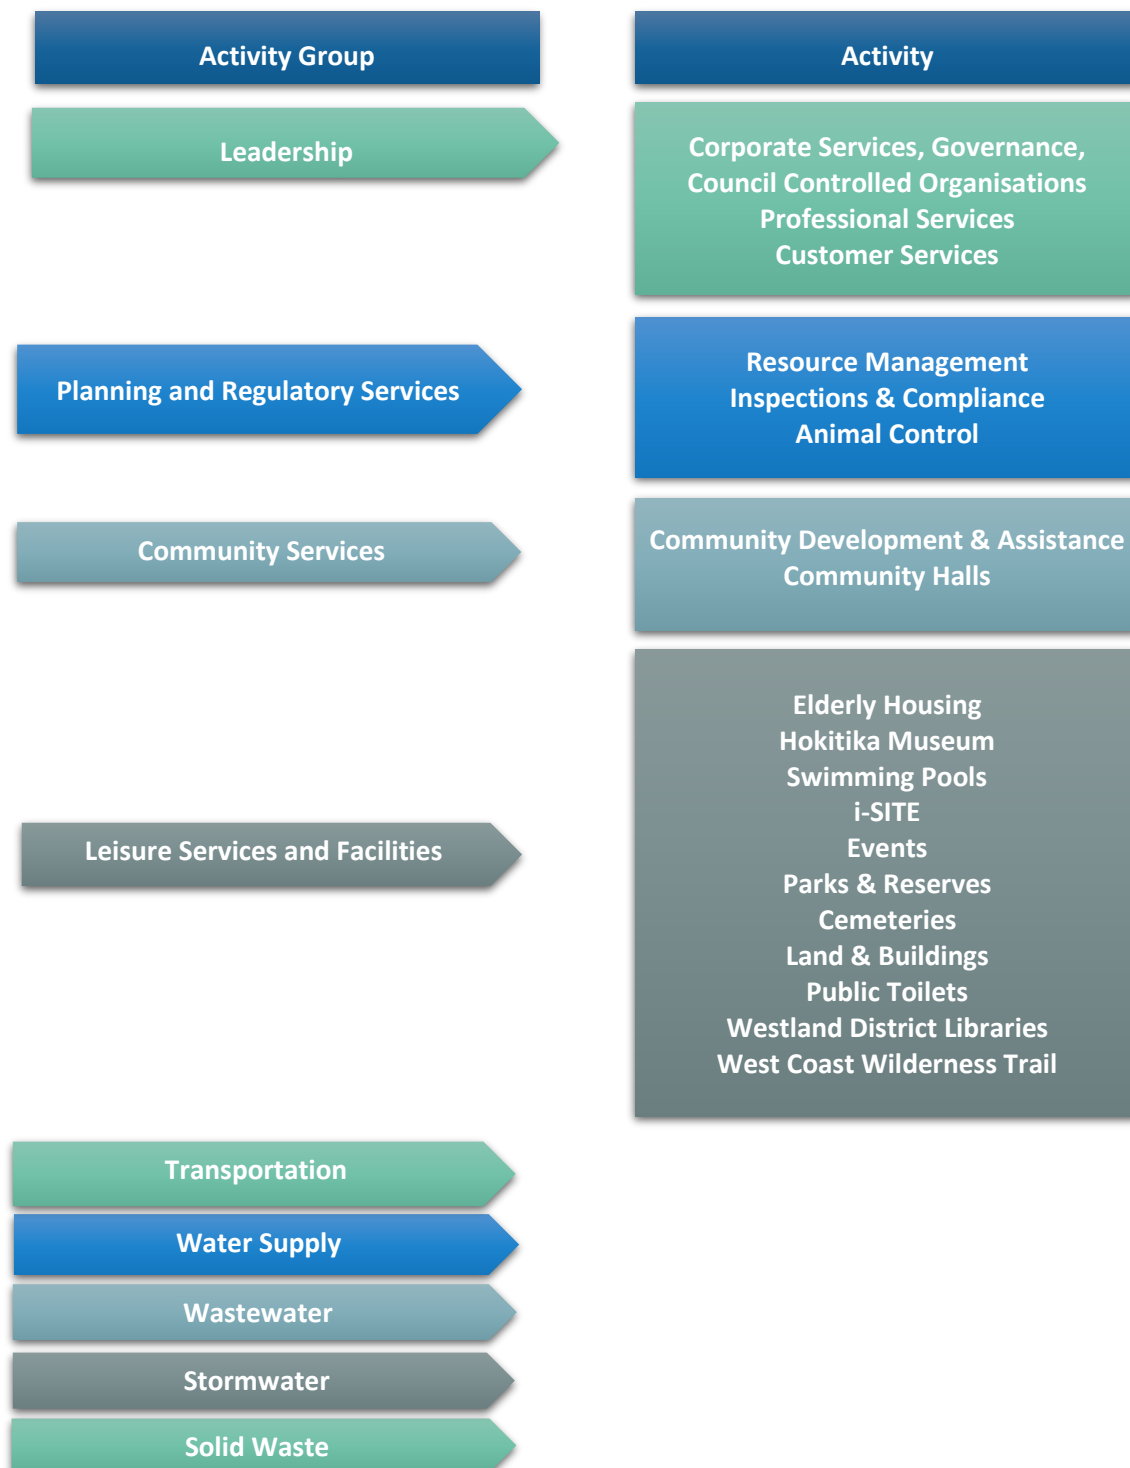 Activity Group
Activity
Leadership
Corporate Services, Governance,
Council Controlled Organisations
Professional Services
Customer Services
Planning and Regulatory Services
Resource Management
Inspections & Compliance
Animal Control
Community Services
Community Development & Assistance
Community Halls
Leisure Services and Facilities
Elderly Housing
Hokitika Museum
Swimming Pools
i-SITE
Events
Parks & Reserves
Cemeteries
Land & Buildings
Public Toilets
Westland District Libraries
West Coast Wilderness Trail
Transportation
Water Supply
Wastewater
Stormwater
Solid Waste